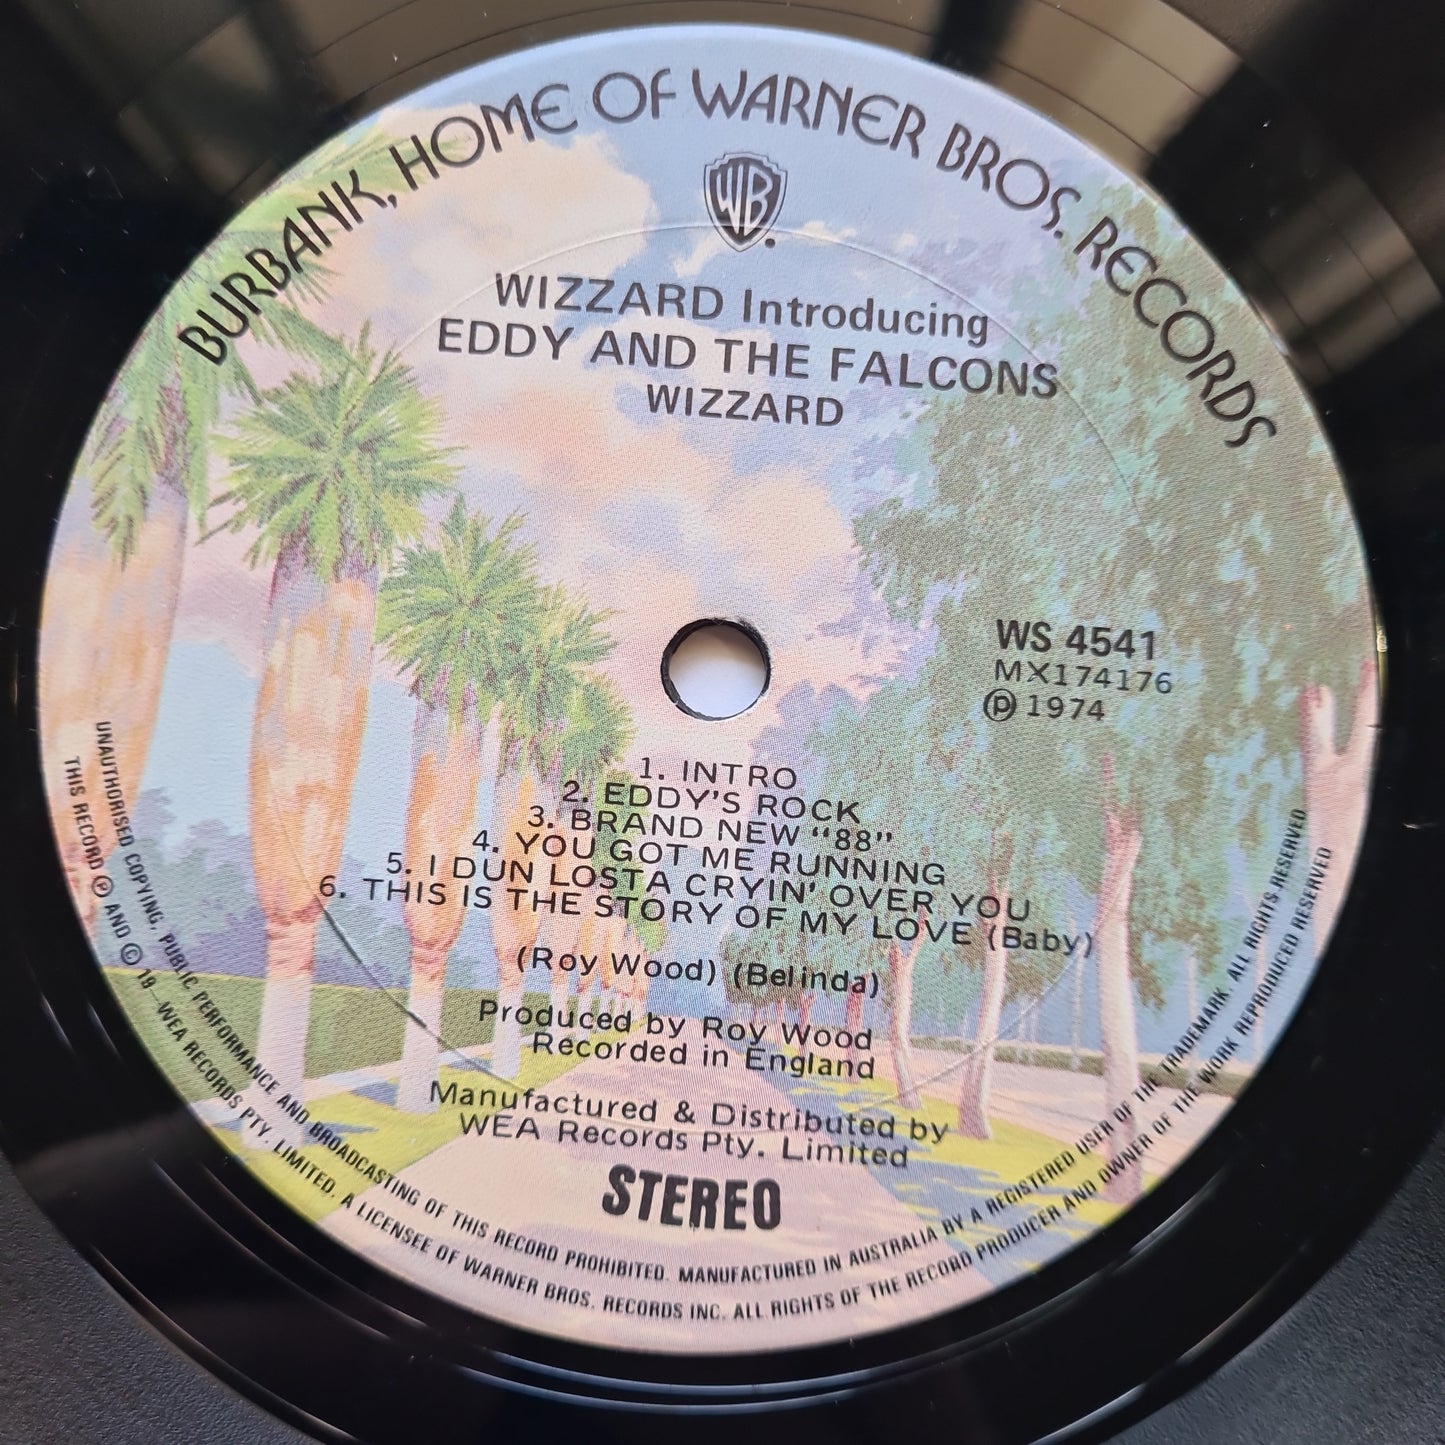 BURBANK, HOME OF WARNER BROS. RECORDS
WB
WIZZARD Introducing
EDDY AND THE FALCONS
WIZZARD
WS 4541
MX174176
Ⓟ 1974
1. INTRO
2. EDDY'S ROCK
3. BRAND NEW "88"
4. YOU GOT ME RUNNING
5. I DUN LOSTA CRYIN' OVER YOU
6. THIS IS THE STORY OF MY LOVE (Baby)
(Roy Wood) (Belinda)
Produced by Roy Wood
Recorded in England
Manufactured & Distributed by
WEA Records Pty. Limited
STEREO
UNAUTHORISED COPYING, PUBLIC PERFORMANCE AND BROADCASTING OF THIS RECORD PROHIBITED. MANUFACTURED IN AUSTRALIA BY A REGISTERED USER OF THE TRADEMARK. ALL RIGHTS RESERVED
THIS RECORD Ⓟ AND © 19—WEA RECORDS PTY. LIMITED. A LICENSEE OF WARNER BROS. RECORDS INC. ALL RIGHTS OF THE RECORD PRODUCER AND OWNER OF THE WORK REPRODUCED RESERVED